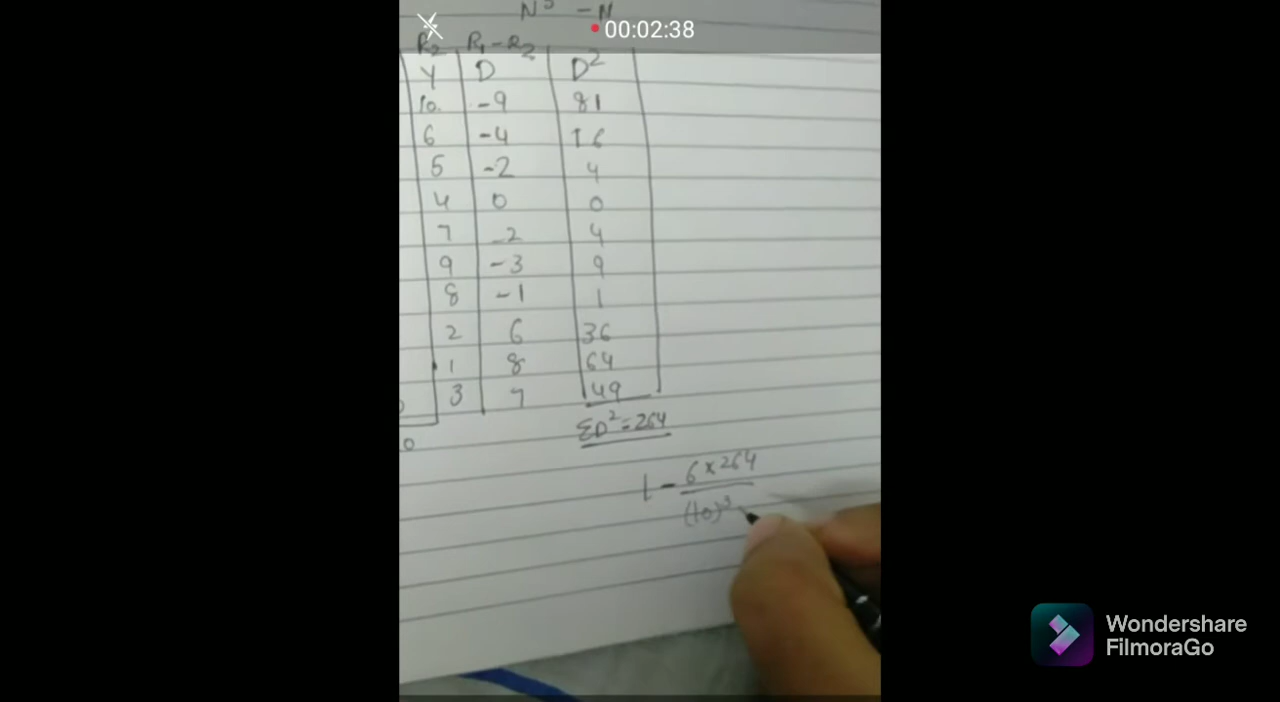 N³ - N
00:02:38
R₂ R₁-R₂
Y D D²
10. -9 81
6 -4 16
5 -2 4
4 0 0
7 -2 4
9 -3 9
8 -1 1
2 6 36
1 8 64
3 7 49
ΣD² = 264
0
1 - 6×264
(10)³
Wondershare
FilmoraGo